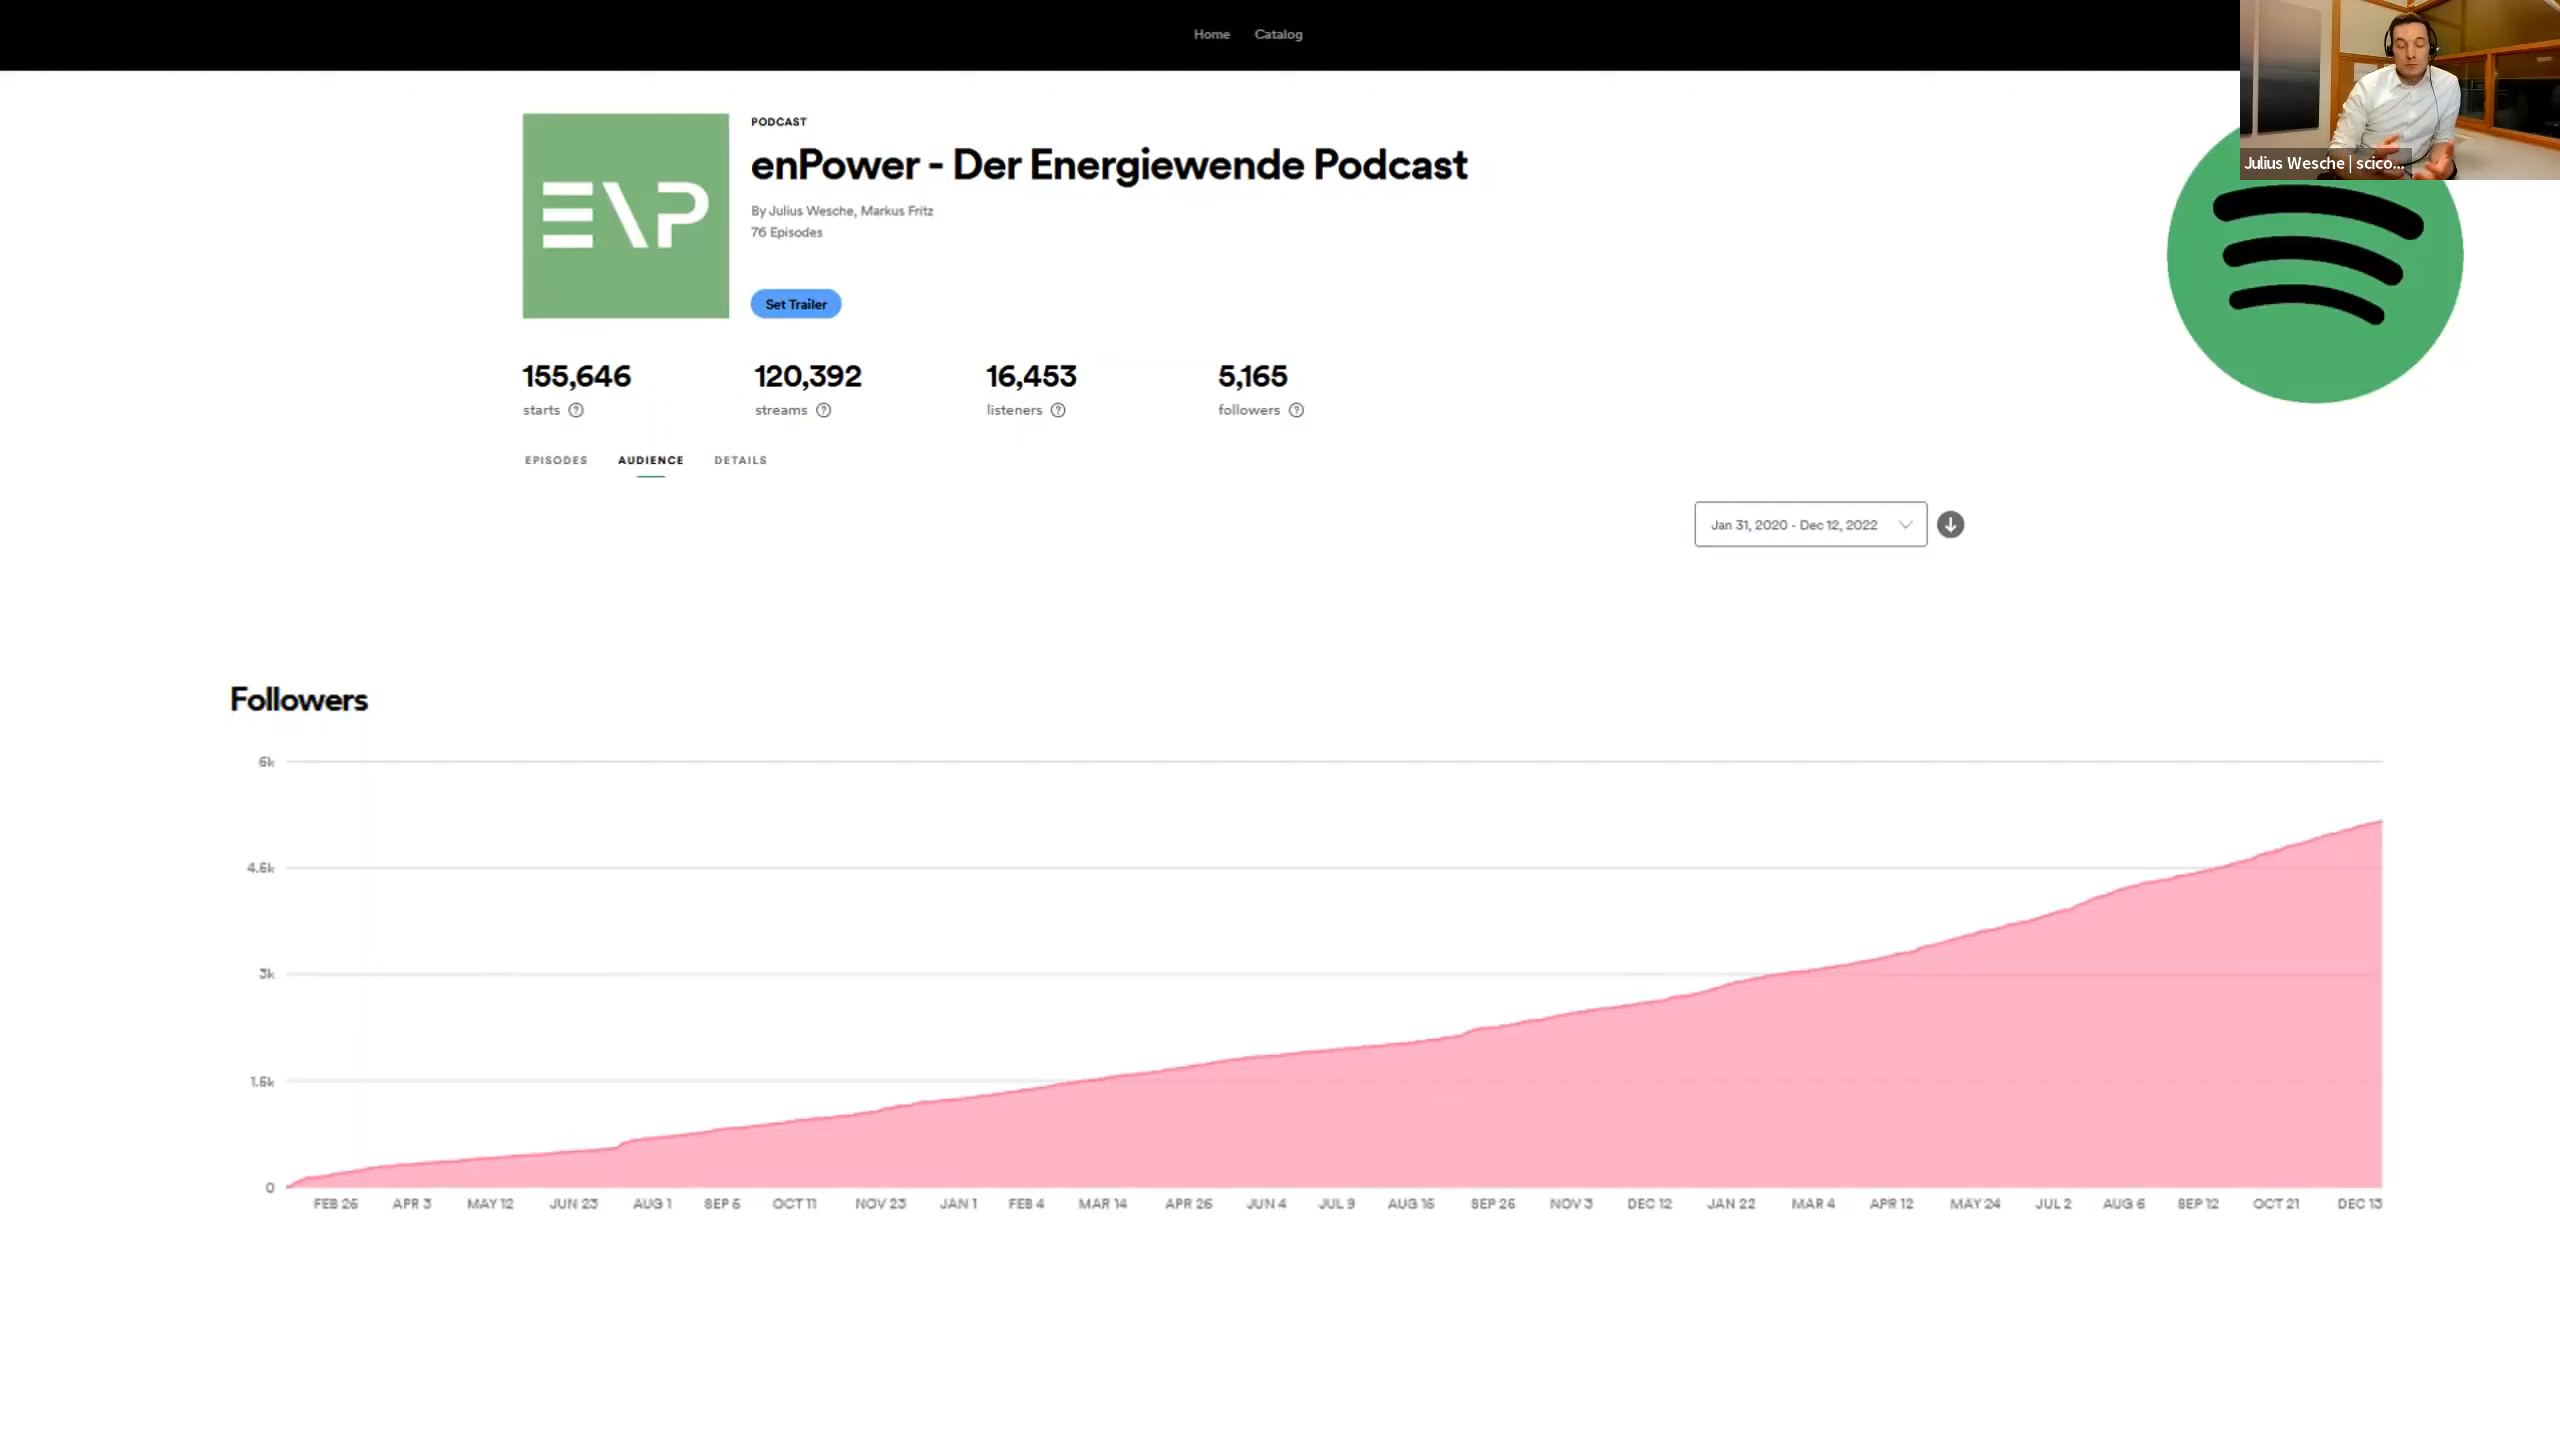 Home Catalog
Julius Wesche | scico...
E\P
PODCAST
enPower - Der Energiewende Podcast
By Julius Wesche, Markus Fritz
76 Episodes
Set Trailer
155,646 120,392 16,453 5,165
starts ? streams ? listeners ? followers ?
EPISODES AUDIENCE DETAILS
Jan 31, 2020 - Dec 12, 2022
Followers
6k
4.5k
3k
1.5k
0
FEB 26 APR 3 MAY 12 JUN 23 AUG 1 SEP 5 OCT 11 NOV 23 JAN 1 FEB 4 MAR 14 APR 26 JUN 4 JUL 9 AUG 16 SEP 26 NOV 3 DEC 12 JAN 22 MAR 4 APR 12 MAY 24 JUL 2 AUG 6 SEP 12 OCT 21 DEC 13